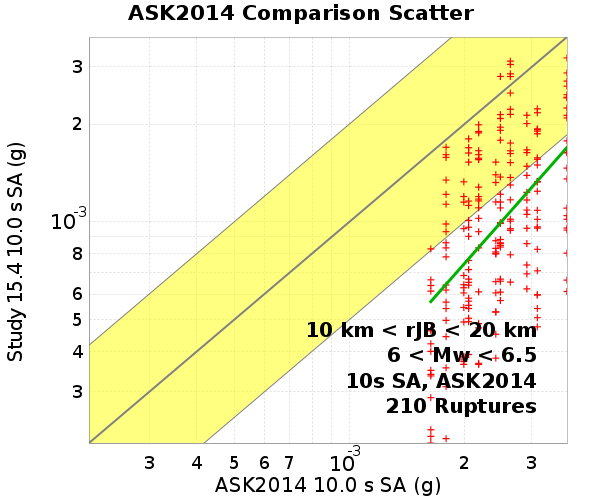 ASK2014 Comparison Scatter
Study 15.4 10.0 s SA (g)
3
2
10-3
8
6
5
4
3
10 km < rJB < 20 km
6 < Mw < 6.5
10s SA, ASK2014
210 Ruptures
3 4 5 6 7 10-3 2 3
ASK2014 10.0 s SA (g)